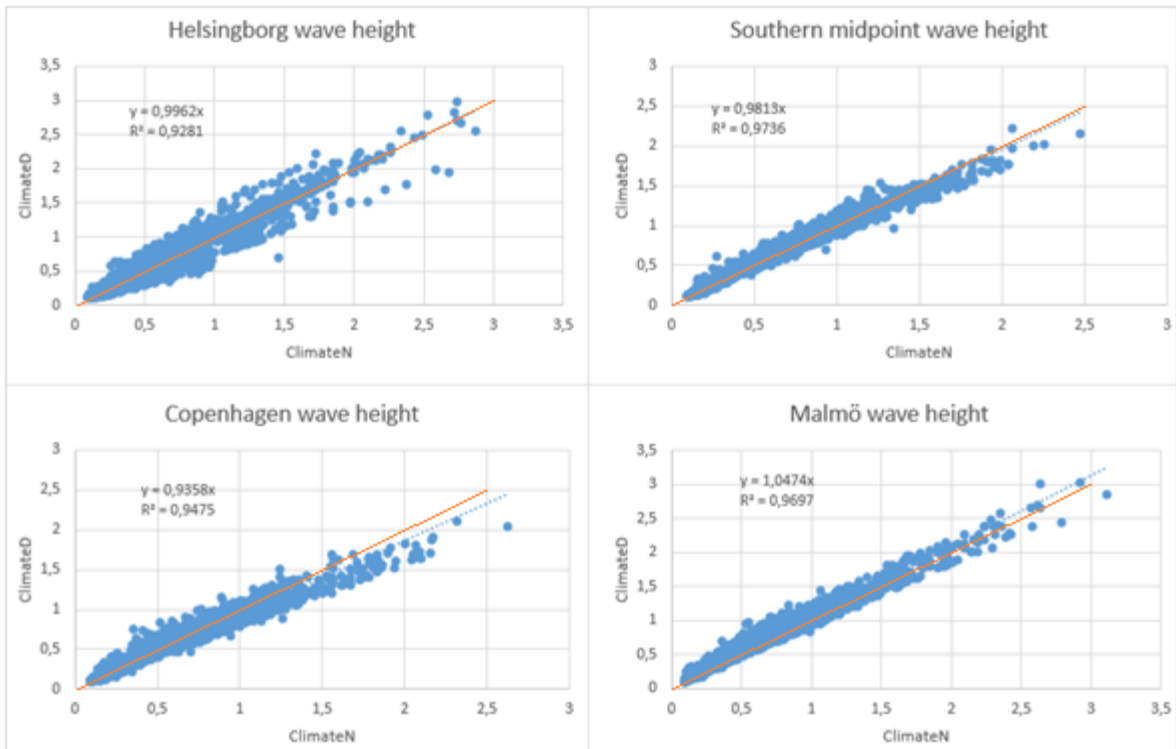 Helsingborg wave height
3,5
3
2,5
2
1,5
1
0,5
0
ClimateD
y = 0,9962x
R² = 0,9281
0 0,5 1 1,5 2 2,5 3 3,5
ClimateN
Southern midpoint wave height
3
2,5
2
1,5
1
0,5
0
ClimateD
y = 0,9813x
R² = 0,9736
0 0,5 1 1,5 2 2,5 3
ClimateN
Copenhagen wave height
3
2,5
2
1,5
1
0,5
0
ClimateD
y = 0,9358x
R² = 0,9475
0 0,5 1 1,5 2 2,5 3
ClimateN
Malmö wave height
3,5
3
2,5
2
1,5
1
0,5
0
ClimateD
y = 1,0474x
R² = 0,9697
0 0,5 1 1,5 2 2,5 3 3,5
ClimateN